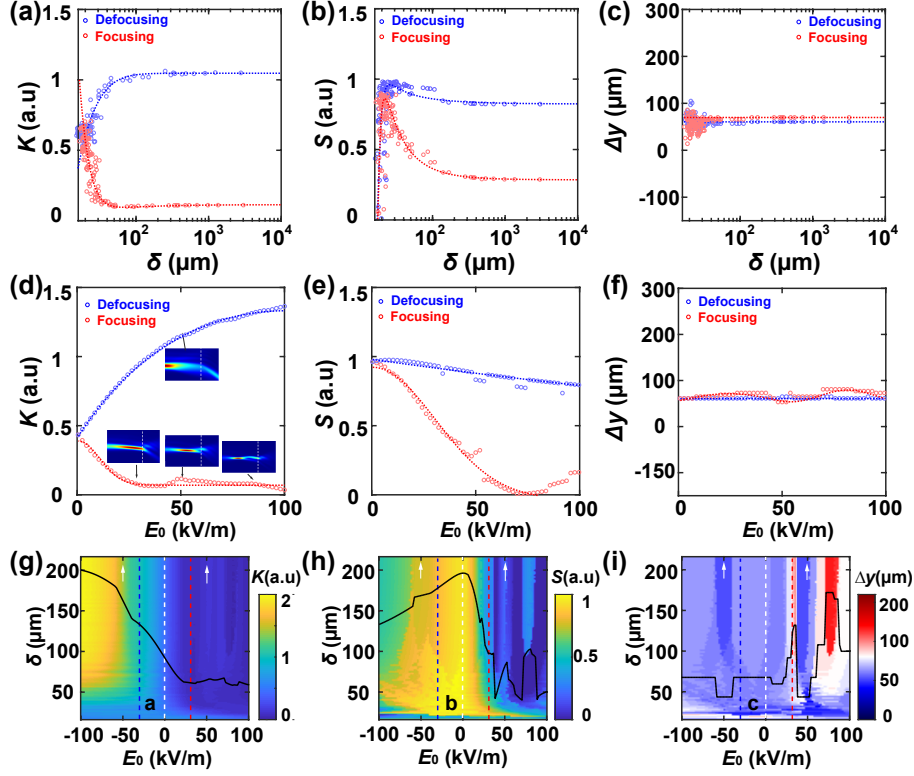 (a) (b) (c)
1.5 1.5 300
Defocusing Defocusing Defocusing
Focusing Focusing Focusing
200
1 1
100
K (a.u) S (a.u) Δy (μm)
0.5 0.5 0
-100
0 0
10² 10³ 10⁴ 10² 10³ 10⁴ 10² 10³ 10⁴
δ (μm) δ (μm) δ (μm)
(d) (e) (f)
1.5 1.5 300
Defocusing Defocusing Defocusing
Focusing Focusing Focusing
200
1 1
100
K (a.u) S (a.u) Δy (μm)
0.5 0.5 0
-150
0 0
0 50 100 0 50 100 0 50 100
E₀ (kV/m) E₀ (kV/m) E₀ (kV/m)
(g) K(a.u) (h) S(a.u) (i) Δy(μm)
200 2 200 1 200 200
150 150 150 150
δ (μm) 1 δ (μm) 0.5 δ (μm) 100
100 100 100
50 50 50 50
a 0 b 0 c 0
-100 -50 0 50 100 -100 -50 0 50 100 -100 -50 0 50 100
E₀ (kV/m) E₀ (kV/m) E₀ (kV/m)